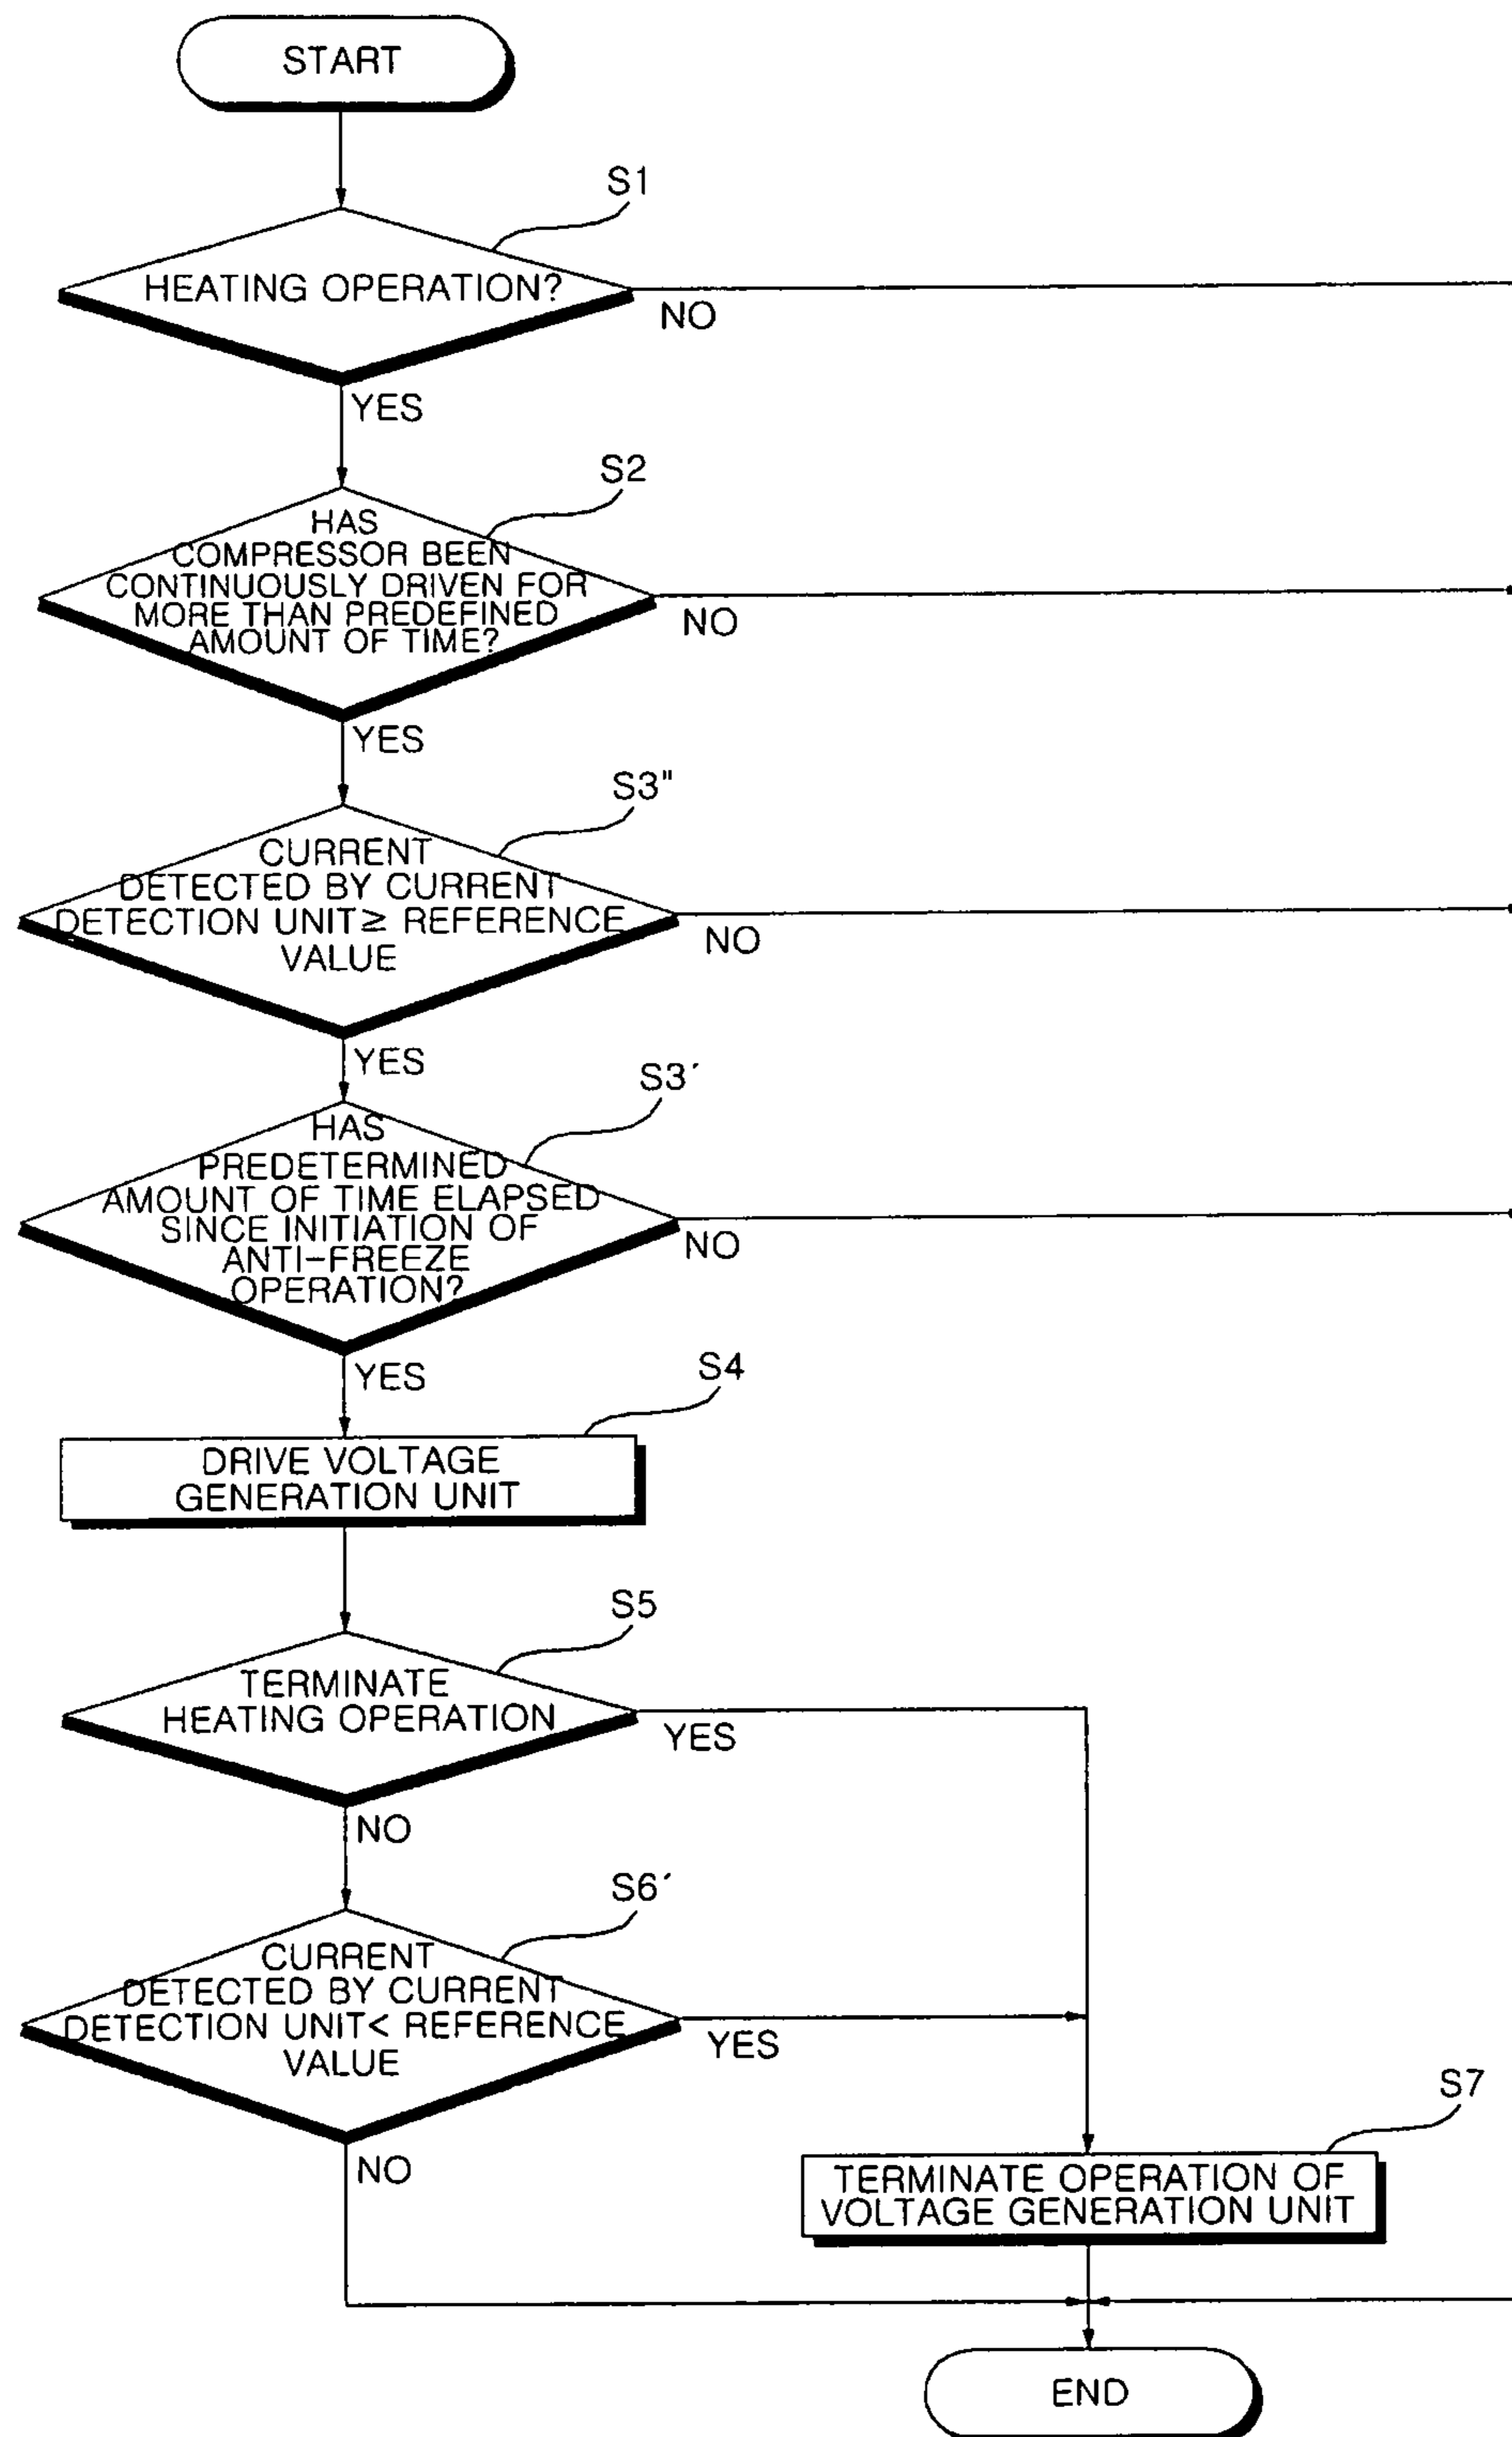 START
S1
HEATING OPERATION?
NO
YES
S2
HAS
COMPRESSOR BEEN
CONTINUOUSLY DRIVEN FOR
MORE THAN PREDEFINED
AMOUNT OF TIME?
NO
YES
S3"
CURRENT
DETECTED BY CURRENT
DETECTION UNIT≥ REFERENCE
VALUE
NO
YES
S3´
HAS
PREDETERMINED
AMOUNT OF TIME ELAPSED
SINCE INITIATION OF
ANTI-FREEZE
OPERATION?
NO
YES
S4
DRIVE VOLTAGE
GENERATION UNIT
S5
TERMINATE
HEATING OPERATION
YES
NO
S6´
CURRENT
DETECTED BY CURRENT
DETECTION UNIT< REFERENCE
VALUE
YES
NO
S7
TERMINATE OPERATION OF
VOLTAGE GENERATION UNIT
END